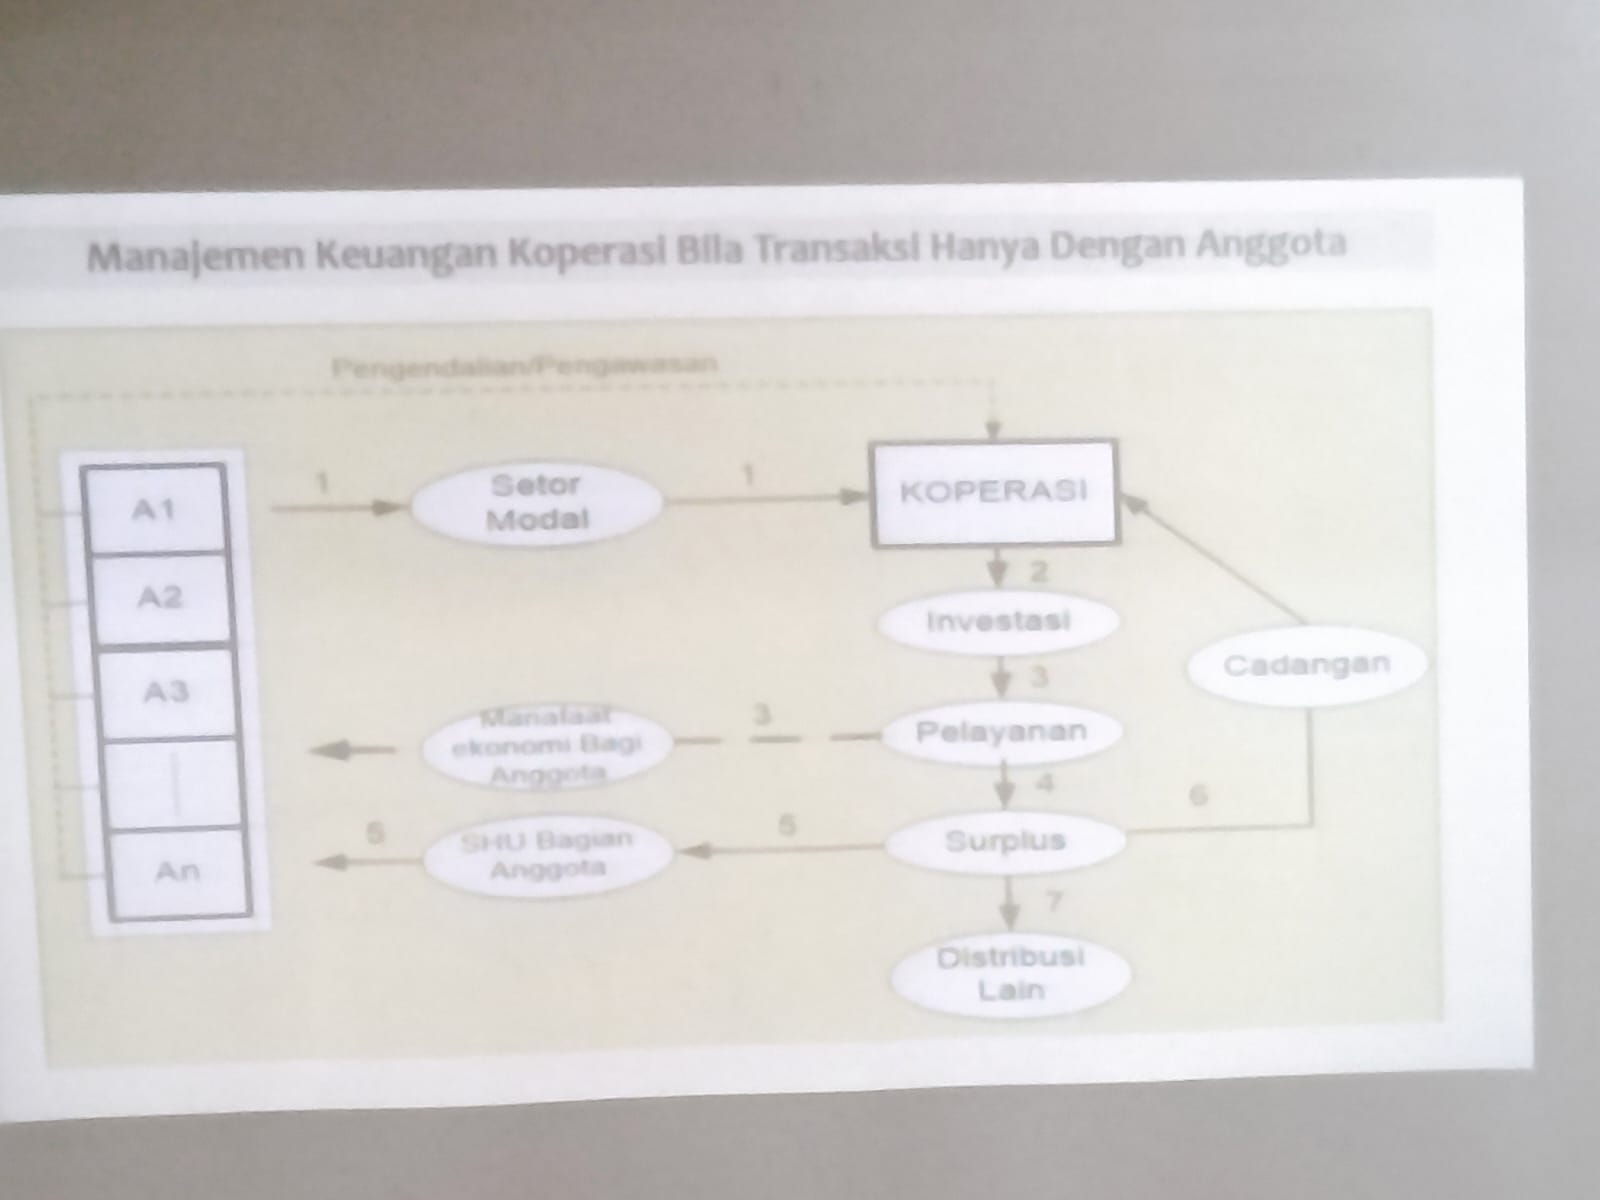 Manajemen Keuangan Koperasi Bila Transaksi Hanya Dengan Anggota
Pengendalian/Pengawasan
A1
A2
A3
An
1
Setor
Modal
1
KOPERASI
2
Investasi
3
Pelayanan
Cadangan
3
Manafaat
ekonomi Bagi
Anggota
4
6
Surplus
5
SHU Bagian
Anggota
5
7
Distribusi
Lain